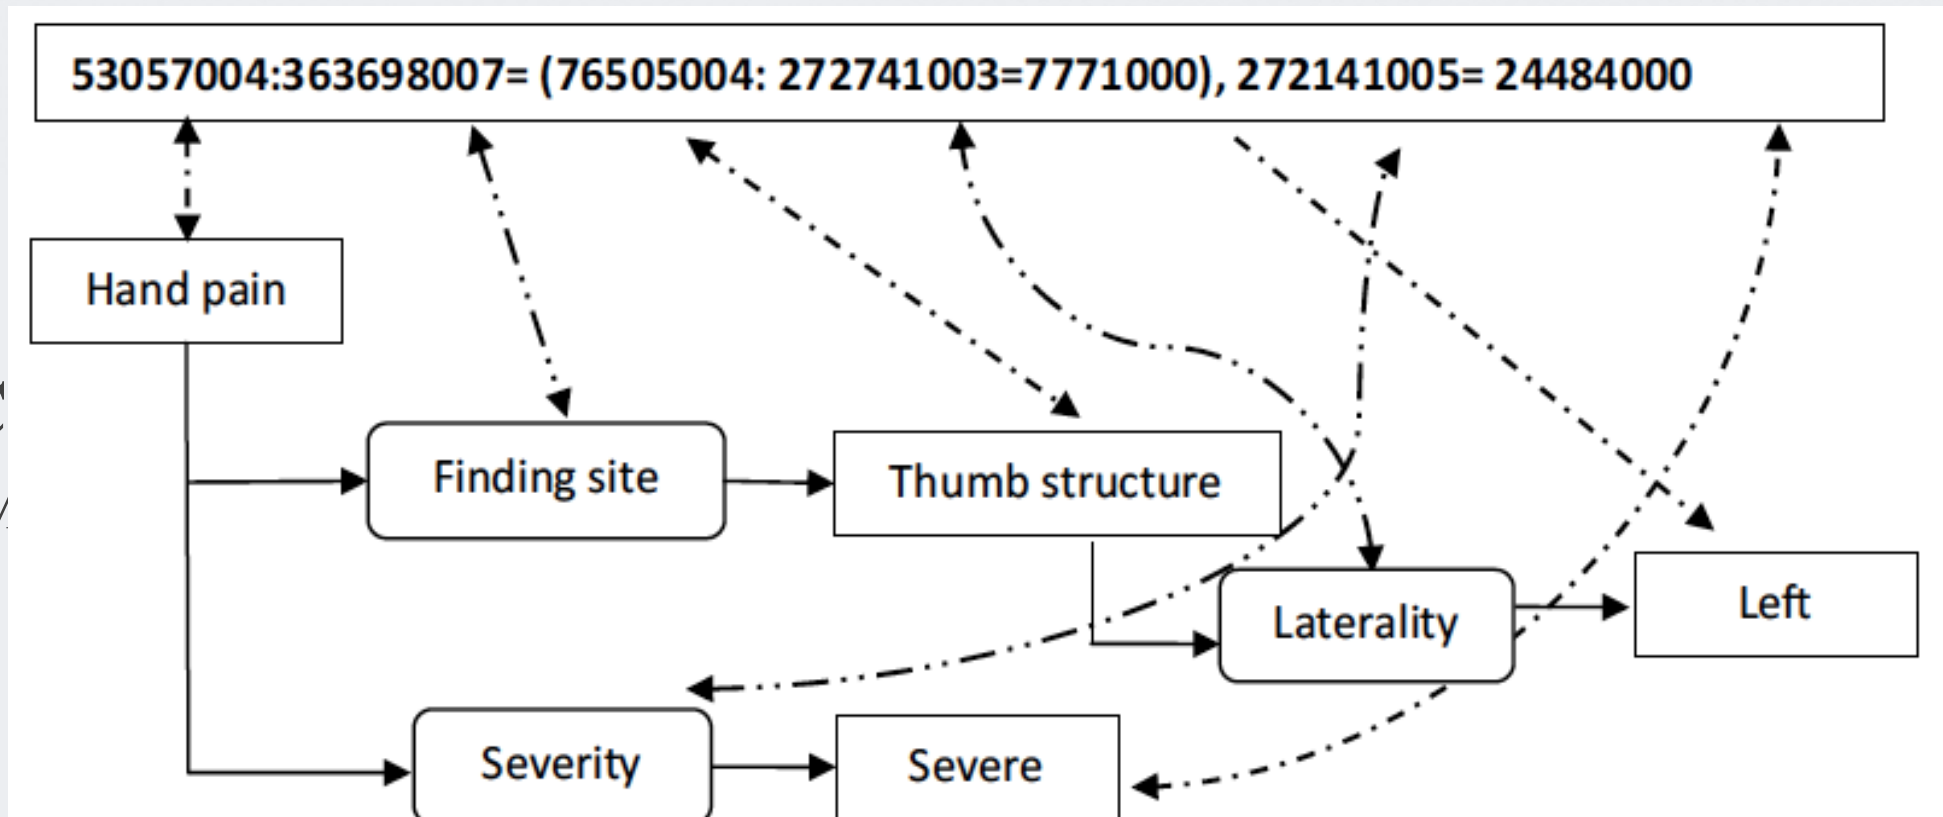 53057004:363698007= (76505004: 272741003=7771000), 272141005= 24484000
Hand pain
Finding site
Thumb structure
Laterality
Left
Severity
Severe